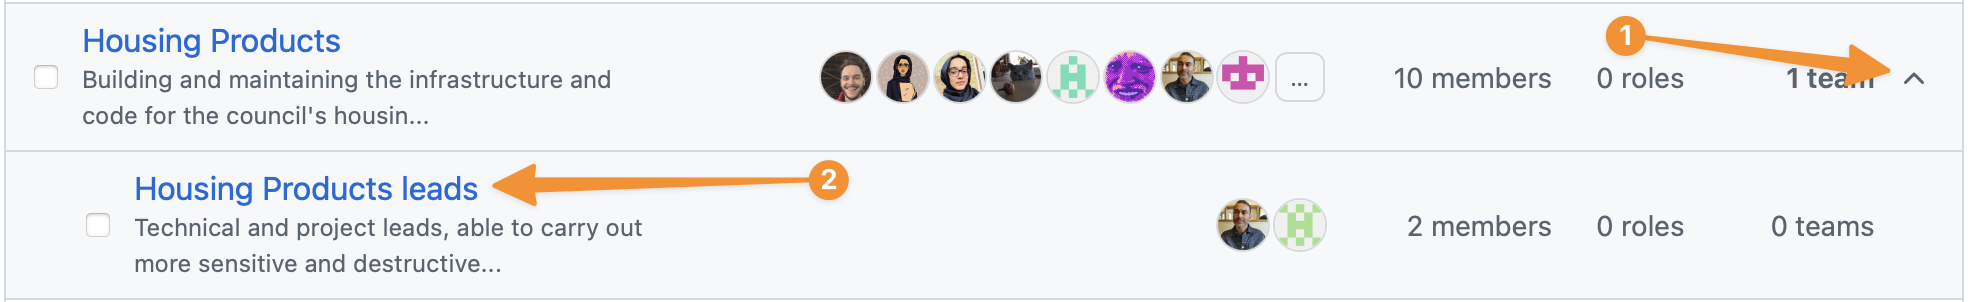 Housing Products
Building and maintaining the infrastructure and
code for the council's housin...
...
10 members
0 roles
1 team
1
Housing Products leads
2
Technical and project leads, able to carry out
more sensitive and destructive...
2 members
0 roles
0 teams